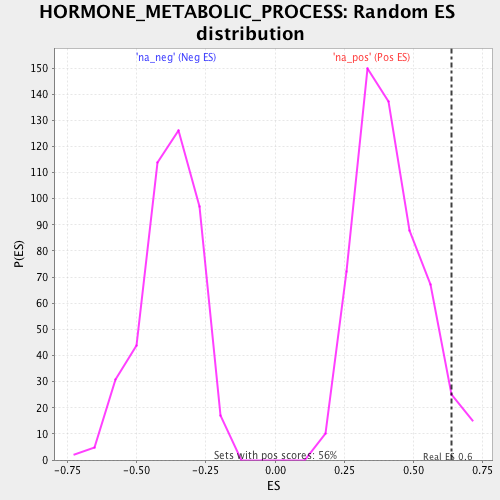 HORMONE_METABOLIC_PROCESS: Random ES
distribution
'na_neg' (Neg ES)
'na_pos' (Pos ES)
150
140
130
120
110
100
90
80
70
60
50
40
30
20
10
0
P(ES)
Sets with pos scores: 56%
Real ES 0.6
-0.75
-0.50
-0.25
0.00
0.25
0.50
0.75
ES